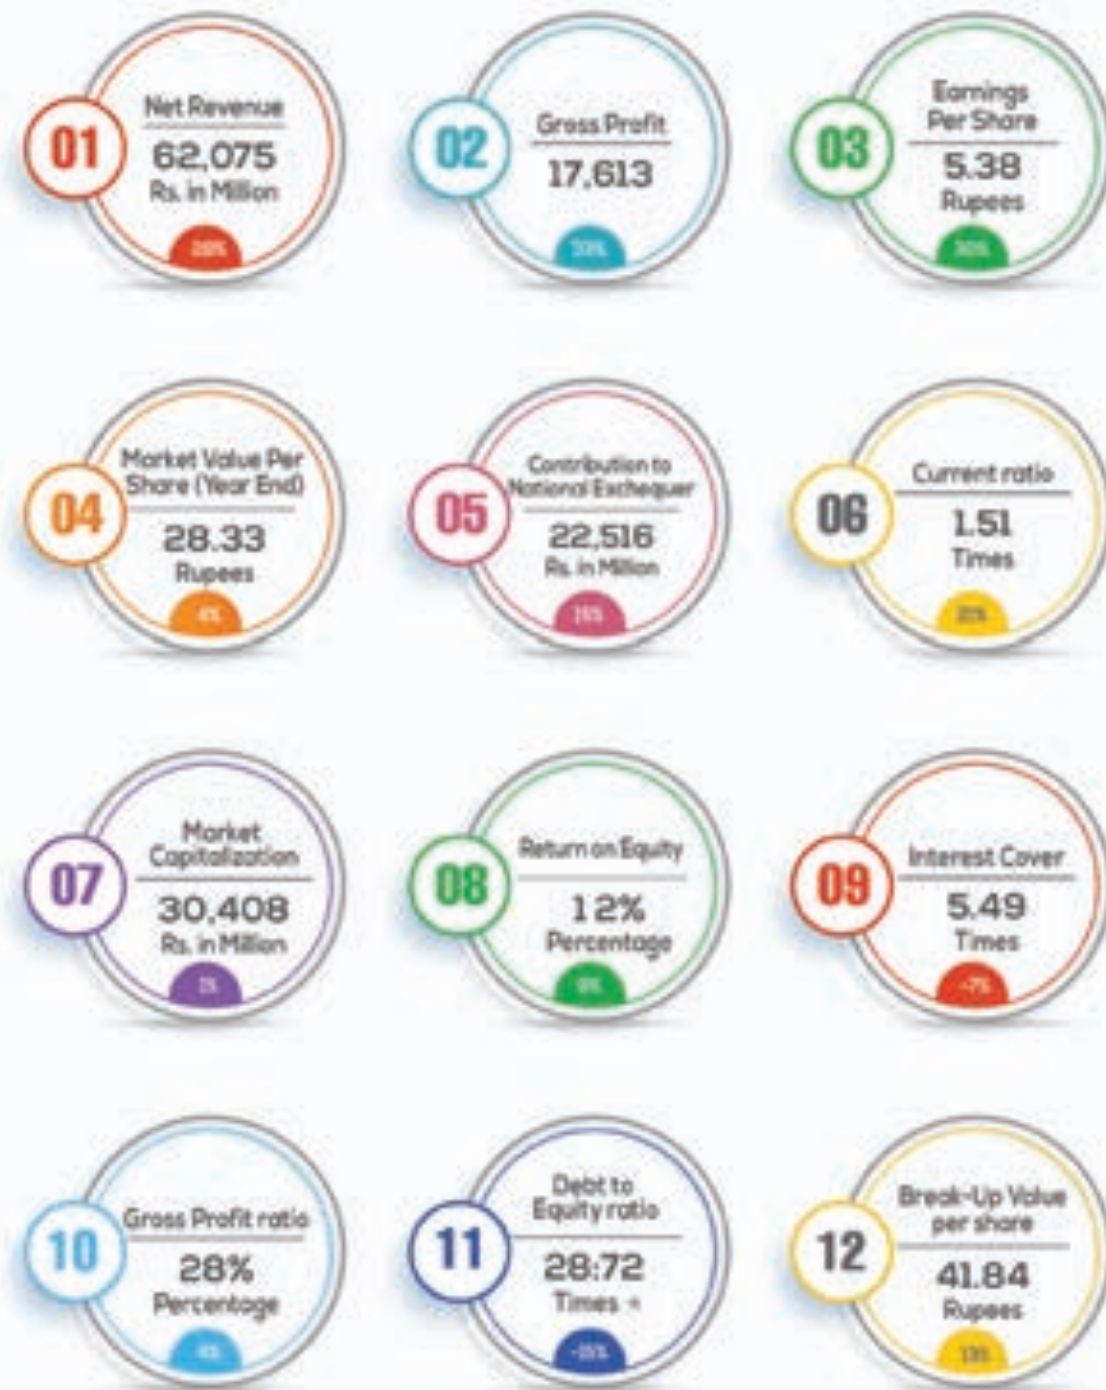 01
Net Revenue
62,075
Rs. in Million
02
Gross Profit
17,613
03
Earnings
Per Share
5.38
Rupees
04
Market Value Per
Share (Year End)
28.33
Rupees
05
Contribution to
National Exchequer
22,516
Rs. in Million
06
Current ratio
1.51
Times
07
Market
Capitalization
30,408
Rs. in Million
08
Return on Equity
12%
Percentage
0%
09
Interest Cover
5.49
Times
-7%
10
Gross Profit ratio
28%
Percentage
11
Debt to
Equity ratio
28:72
Times *
12
Break-Up Value
per share
41.84
Rupees